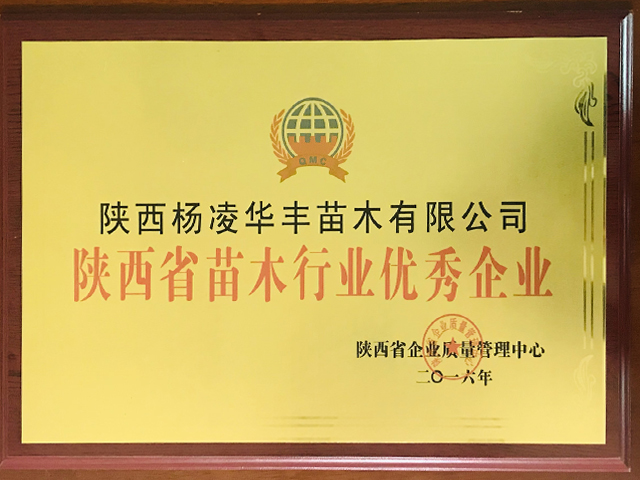 QMC
陕西杨凌华丰苗木有限公司
陕西省苗木行业优秀企业
陕西省企业质量管理中心
二〇一六年